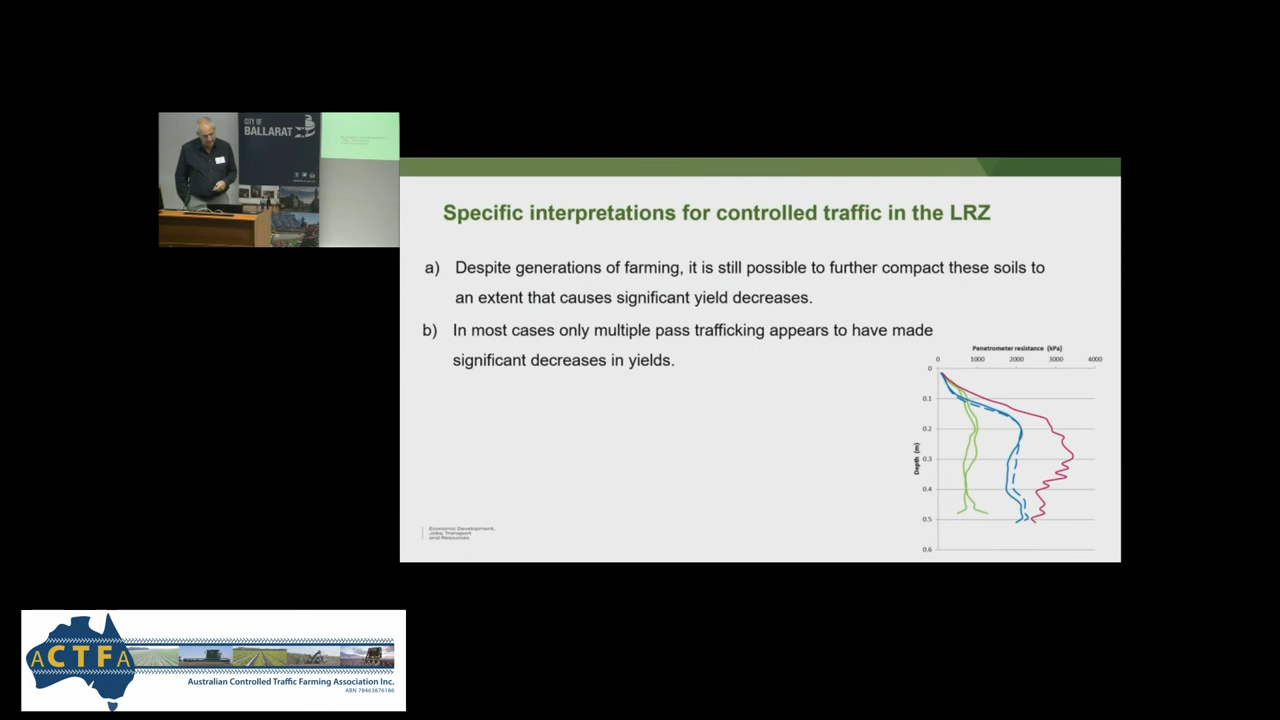 CITY OF
BALLARAT
Specific interpretations for controlled traffic in the LRZ
a) Despite generations of farming, it is still possible to further compact these soils to
an extent that causes significant yield decreases.
b) In most cases only multiple pass trafficking appears to have made
significant decreases in yields.
Penetrometer resistance (kPa)
0 1000 2000 3000 4000
0
0.1
0.2
0.3
0.4
0.5
0.6
Depth (m)
Economic Development,
Jobs, Transport
and Resources
ACTFA
Australian Controlled Traffic Farming Association Inc.
ABN 78463876186